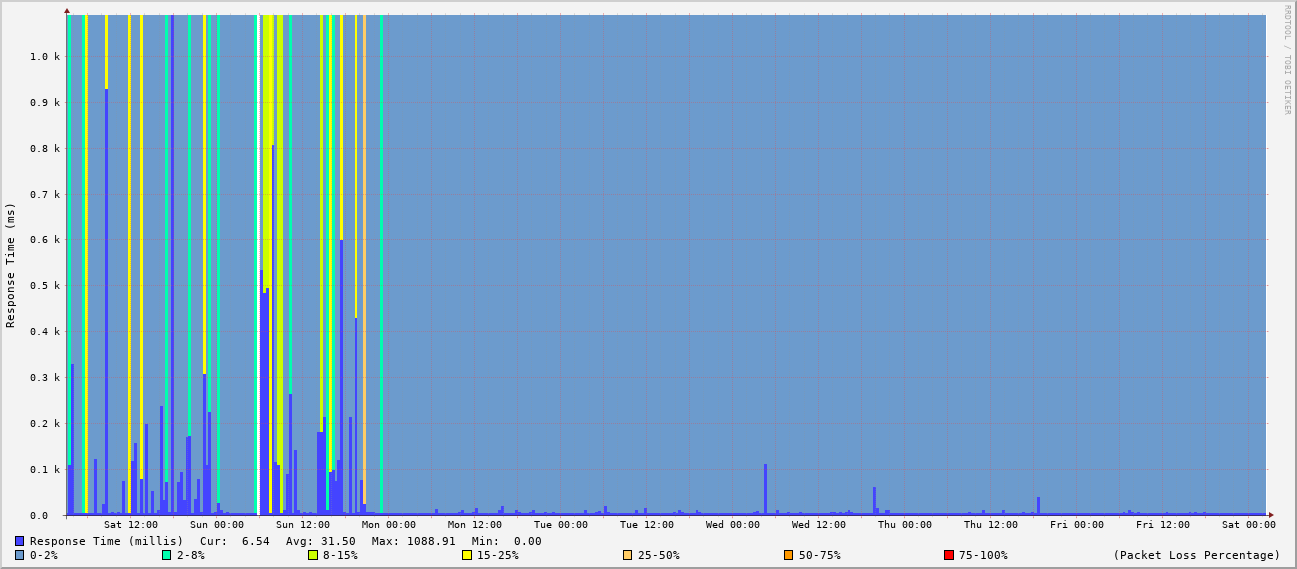 RRDTOOL / TOBI OETIKER
Response Time (ms)
1.0 k
0.9 k
0.8 k
0.7 k
0.6 k
0.5 k
0.4 k
0.3 k
0.2 k
0.1 k
0.0
Sat 12:00 Sun 00:00 Sun 12:00 Mon 00:00 Mon 12:00 Tue 00:00 Tue 12:00 Wed 00:00 Wed 12:00 Thu 00:00 Thu 12:00 Fri 00:00 Fri 12:00 Sat 00:00
Response Time (millis) Cur: 6.54 Avg: 31.50 Max: 1088.91 Min: 0.00
0-2% 2-8% 8-15% 15-25% 25-50% 50-75% 75-100% (Packet Loss Percentage)